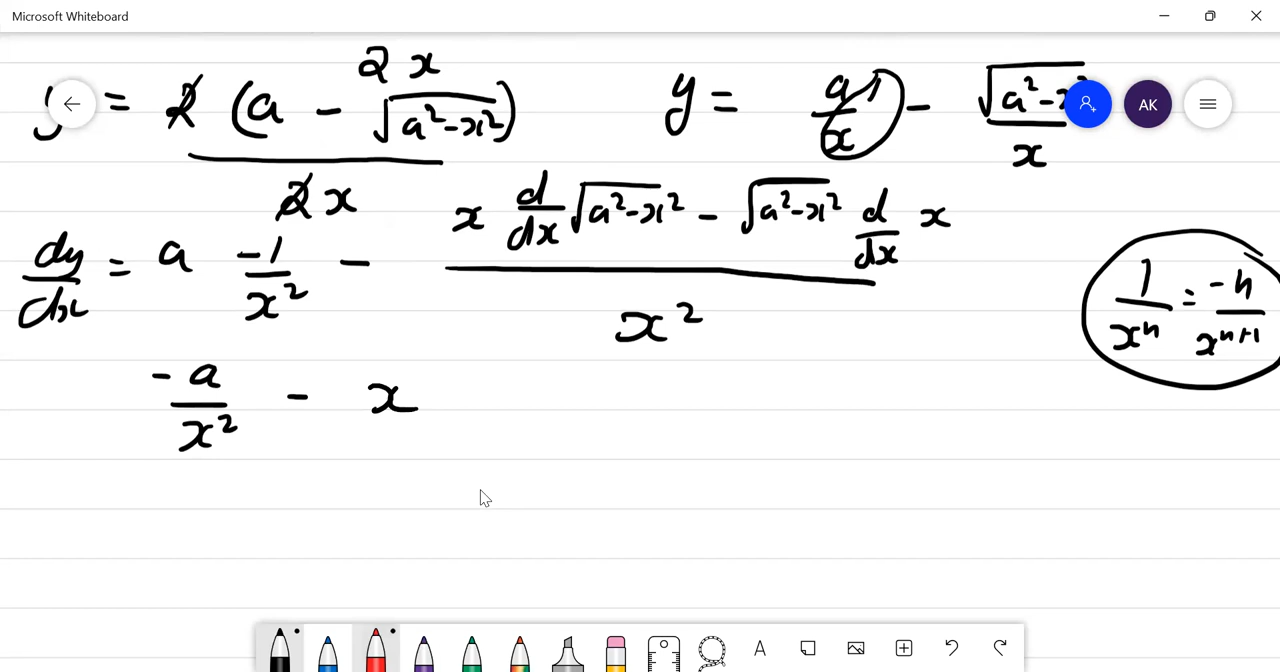 Microsoft Whiteboard
y = 2 (a - √(a²-x²)) / 2x    y = a/x - √(a²-x²)/x
2x
AK
dy/dx = a -1/x² - (x d/dx √(a²-x²) - √(a²-x²) d/dx x) / x²
1/xⁿ = -n/xⁿ⁺¹
-a/x² - x
A